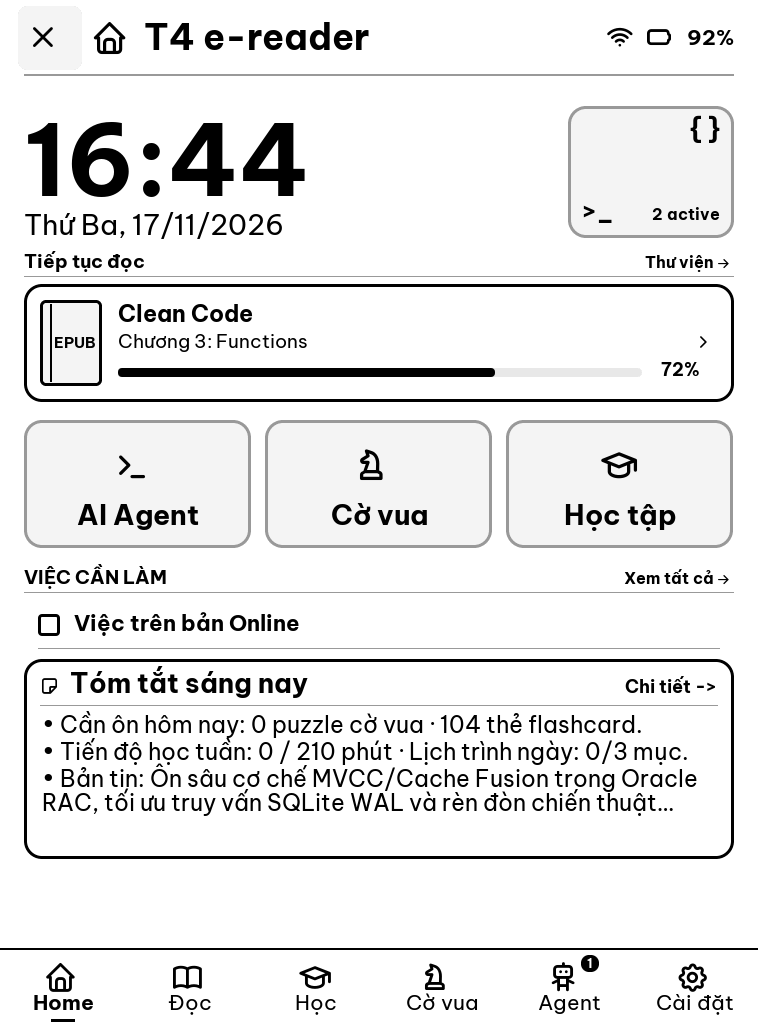 T4 e-reader
92%
16:44
Thứ Ba, 17/11/2026
{ }
>_
2 active
Tiếp tục đọc
Thư viện →
EPUB
Clean Code
Chương 3: Functions
72%
AI Agent
Cờ vua
Học tập
VIỆC CẦN LÀM
Xem tất cả →
Việc trên bản Online
Tóm tắt sáng nay
Chi tiết ->
• Cần ôn hôm nay: 0 puzzle cờ vua · 104 thẻ flashcard.
• Tiến độ học tuần: 0 / 210 phút · Lịch trình ngày: 0/3 mục.
• Bản tin: Ôn sâu cơ chế MVCC/Cache Fusion trong Oracle
RAC, tối ưu truy vấn SQLite WAL và rèn đòn chiến thuật...
1
Home
Đọc
Học
Cờ vua
Agent
Cài đặt